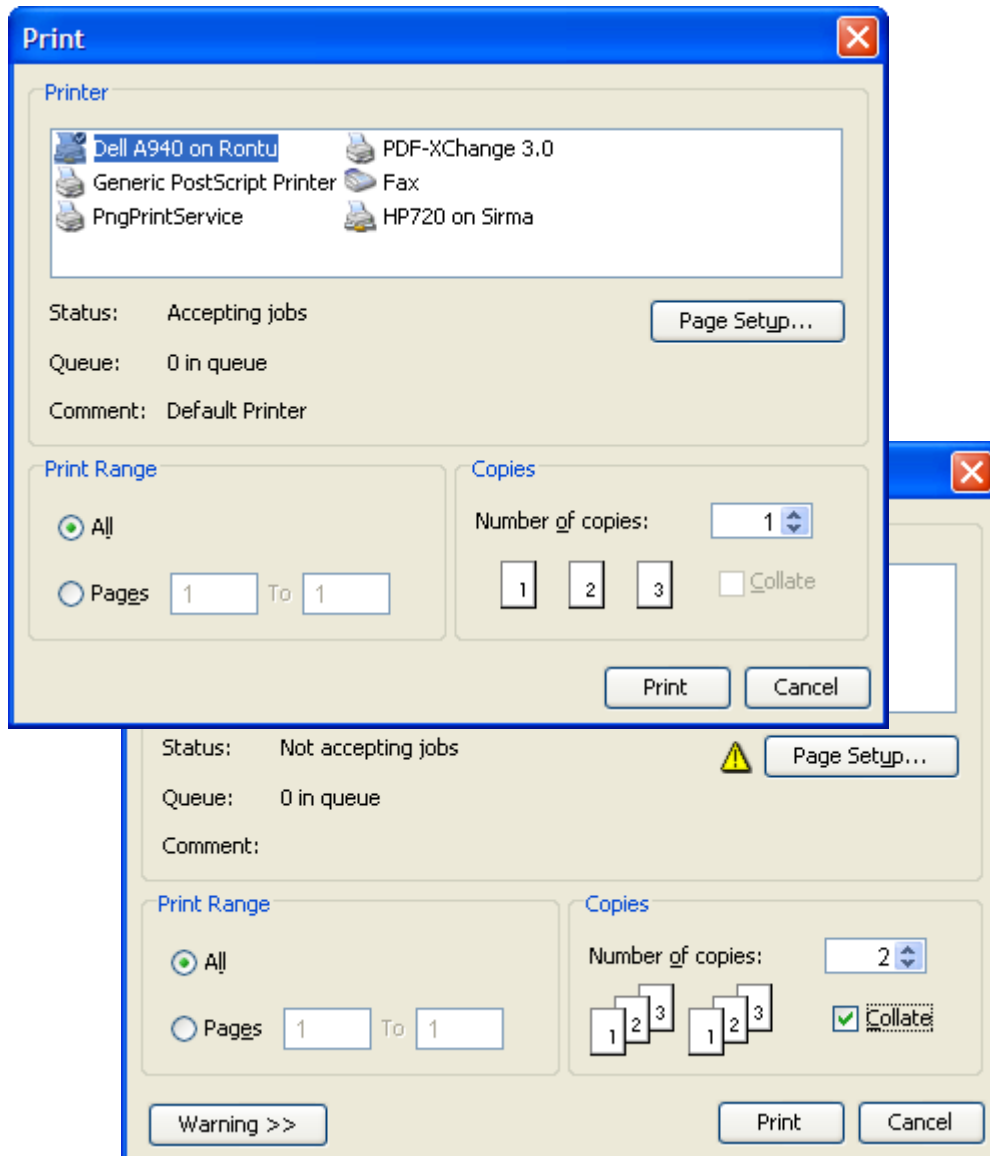 Print
Printer
Dell A940 on Rontu PDF-XChange 3.0
Generic PostScript Printer Fax
PngPrintService HP720 on Sirma
Status: Accepting jobs Page Setup...
Queue: 0 in queue
Comment: Default Printer
Print Range Copies
All Number of copies: 1
1 2 3 Collate
Pages 1 To 1
Print Cancel
Status: Not accepting jobs Page Setup...
Queue: 0 in queue
Comment:
Print Range Copies
All Number of copies: 2
1 2 3 1 2 3 Collate
Pages 1 To 1
Warning >> Print Cancel